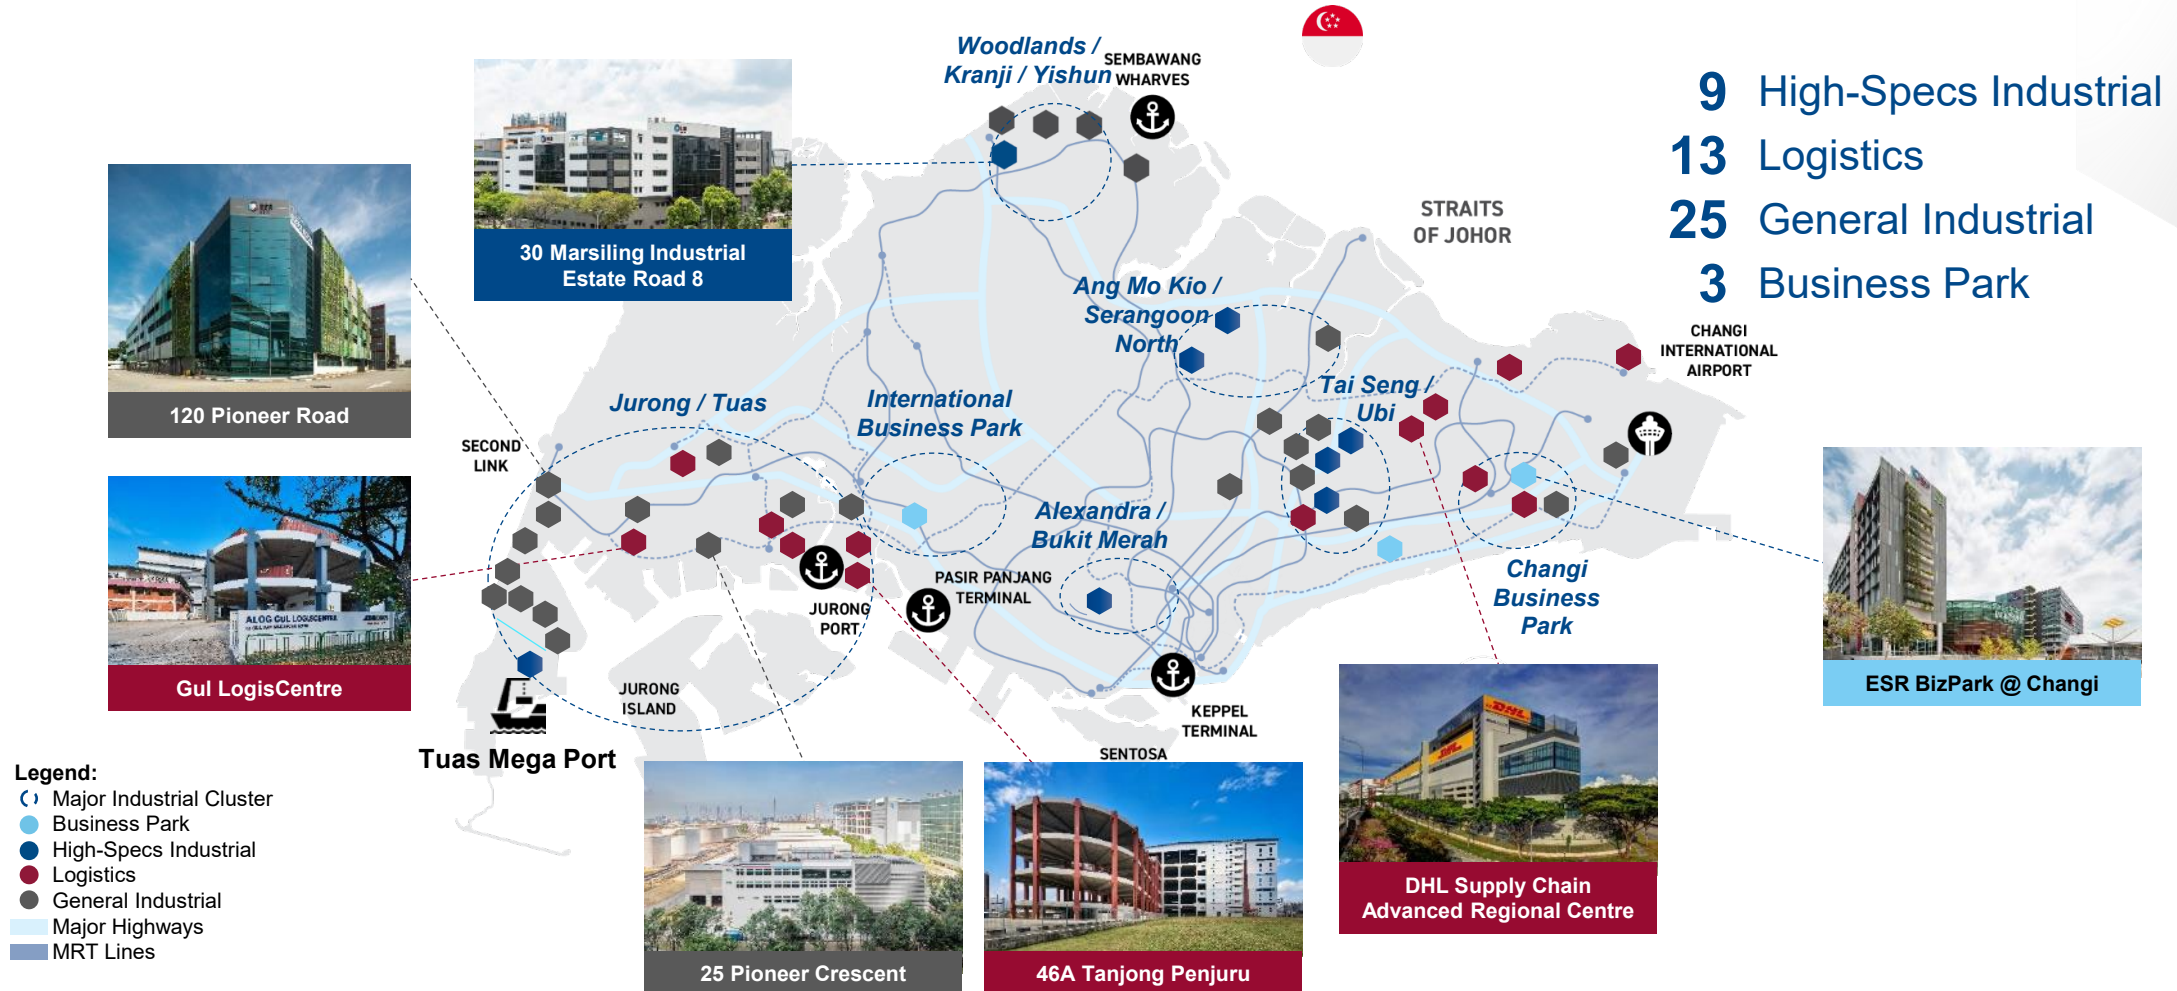 Woodlands /
Kranji / Yishun
SEMBAWANG
WHARVES
9 High-Specs Industrial
13 Logistics
25 General Industrial
3 Business Park
STRAITS
OF JOHOR
30 Marsiling Industrial
Estate Road 8
120 Pioneer Road
Ang Mo Kio /
Serangoon
North
CHANGI
INTERNATIONAL
AIRPORT
Tai Seng /
Ubi
Jurong / Tuas
International
Business Park
SECOND
LINK
Alexandra /
Bukit Merah
ALOG GUL LOGISCENTRE
Gul LogisCentre
PASIR PANJANG
TERMINAL
JURONG
PORT
Changi
Business
Park
ESR BizPark @ Changi
JURONG
ISLAND
KEPPEL
TERMINAL
SENTOSA
Tuas Mega Port
DHL
DHL
DHL Supply Chain
Advanced Regional Centre
25 Pioneer Crescent
46A Tanjong Penjuru
Legend:
Major Industrial Cluster
Business Park
High-Specs Industrial
Logistics
General Industrial
Major Highways
MRT Lines